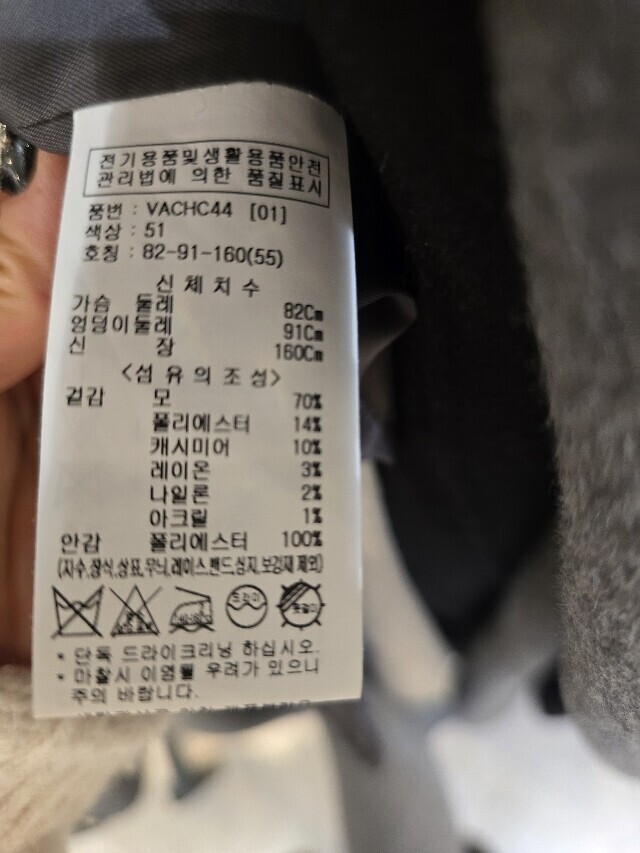 전기용품및생활용품안전
관리법에 의한 품질표시
품번 : VACHC44 [01]
색상 : 51
호칭 : 82-91-160(55)
신 체 치 수
가슴 둘레 82Cm
엉덩이둘레 91Cm
신 장 160Cm
<섬 유 의 조 성>
겉감 모 70%
폴리에스터 14%
캐시미어 10%
레이온 3%
나일론 2%
아크릴 1%
안감 폴리에스터 100%
(자수,장식,상표,무늬,레이스,밴드,심지,보강재 제외)
드라이
* 단독 드라이크리닝 하십시오.
* 마찰시 이염될 우려가 있으니
주의 바랍니다.